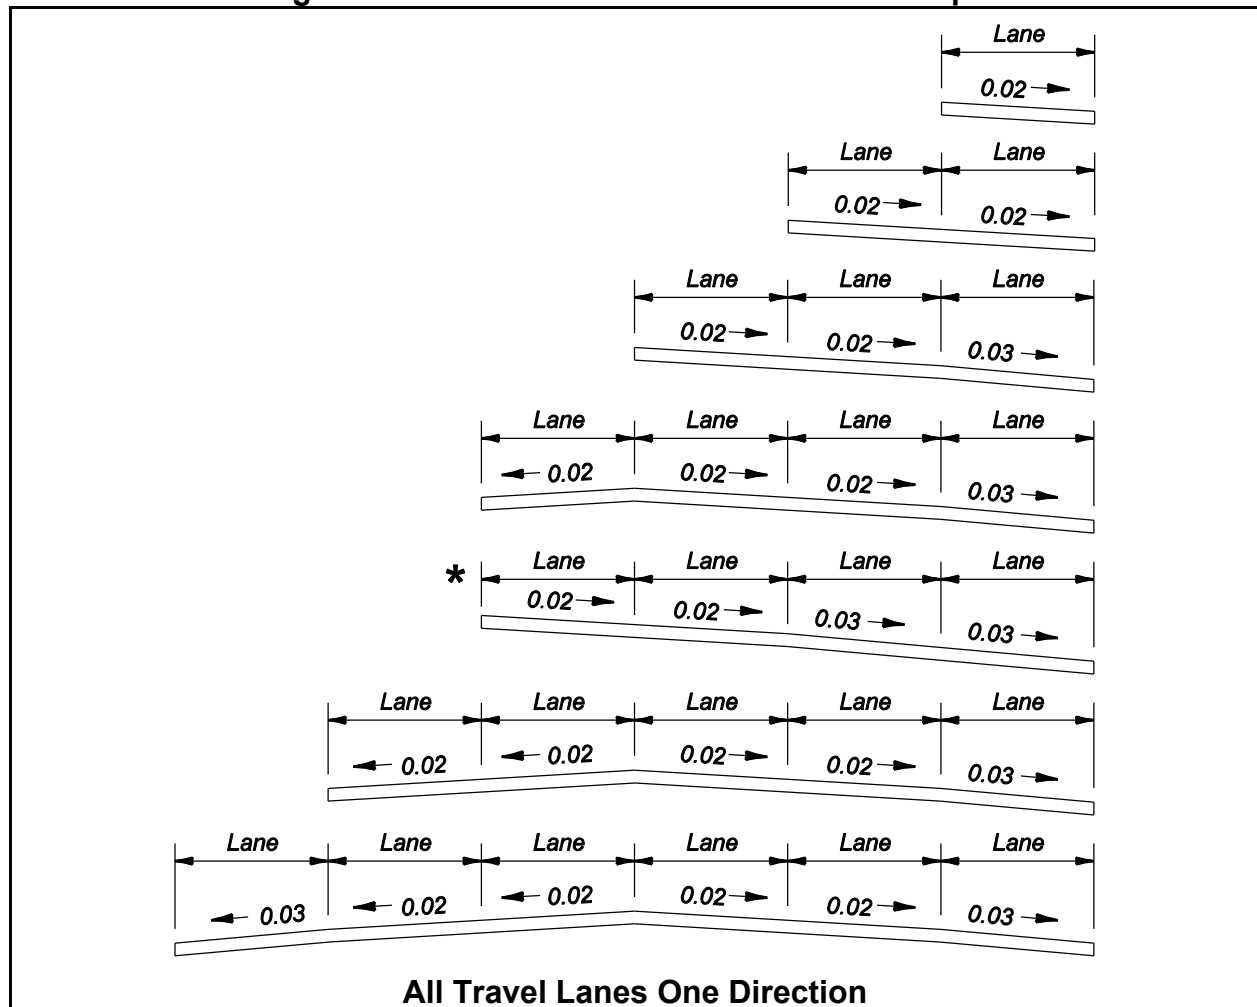 Lane
0.02
Lane Lane
0.02 0.02
Lane Lane Lane
0.02 0.02 0.03
Lane Lane Lane Lane
0.02 0.02 0.02 0.03
* Lane Lane Lane Lane
0.02 0.02 0.03 0.03
Lane Lane Lane Lane Lane
0.02 0.02 0.02 0.02 0.03
Lane Lane Lane Lane Lane Lane
0.03 0.02 0.02 0.02 0.02 0.03
All Travel Lanes One Direction